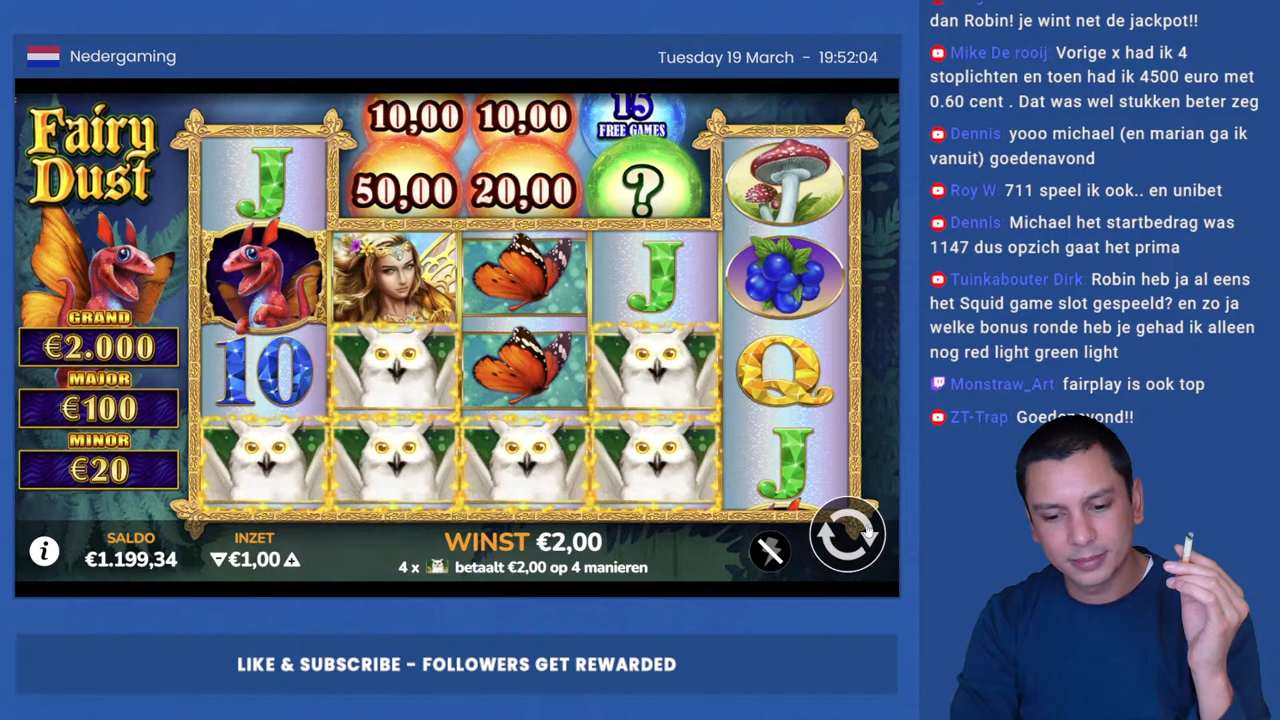 Nedergaming
Tuesday 19 March - 19:52:04
Fairy
Dust
GRAND
€2.000
MAJOR
€100
MINOR
€20
10,00
10,00
15
FREE GAMES
50,00
20,00
?
J
J
10
Q
J
SALDO
€1.199,34
INZET
€1,00
WINST €2,00
4 x betaalt €2,00 op 4 manieren
LIKE & SUBSCRIBE - FOLLOWERS GET REWARDED
dan Robin! je wint net de jackpot!!
Mike De rooij: Vorige x had ik 4
stoplichten en toen had ik 4500 euro met
0.60 cent . Dat was wel stukken beter zeg
Dennis: yooo michael (en marian ga ik
vanuit) goedenavond
Roy W: 711 speel ik ook.. en unibet
Dennis: Michael het startbedrag was
1147 dus opzich gaat het prima
Tuinkabouter Dirk: Robin heb ja al eens
het Squid game slot gespeeld? en zo ja
welke bonus ronde heb je gehad ik alleen
nog red light green light
Monstraw_Art: fairplay is ook top
ZT-Trap: Goedezavond!!